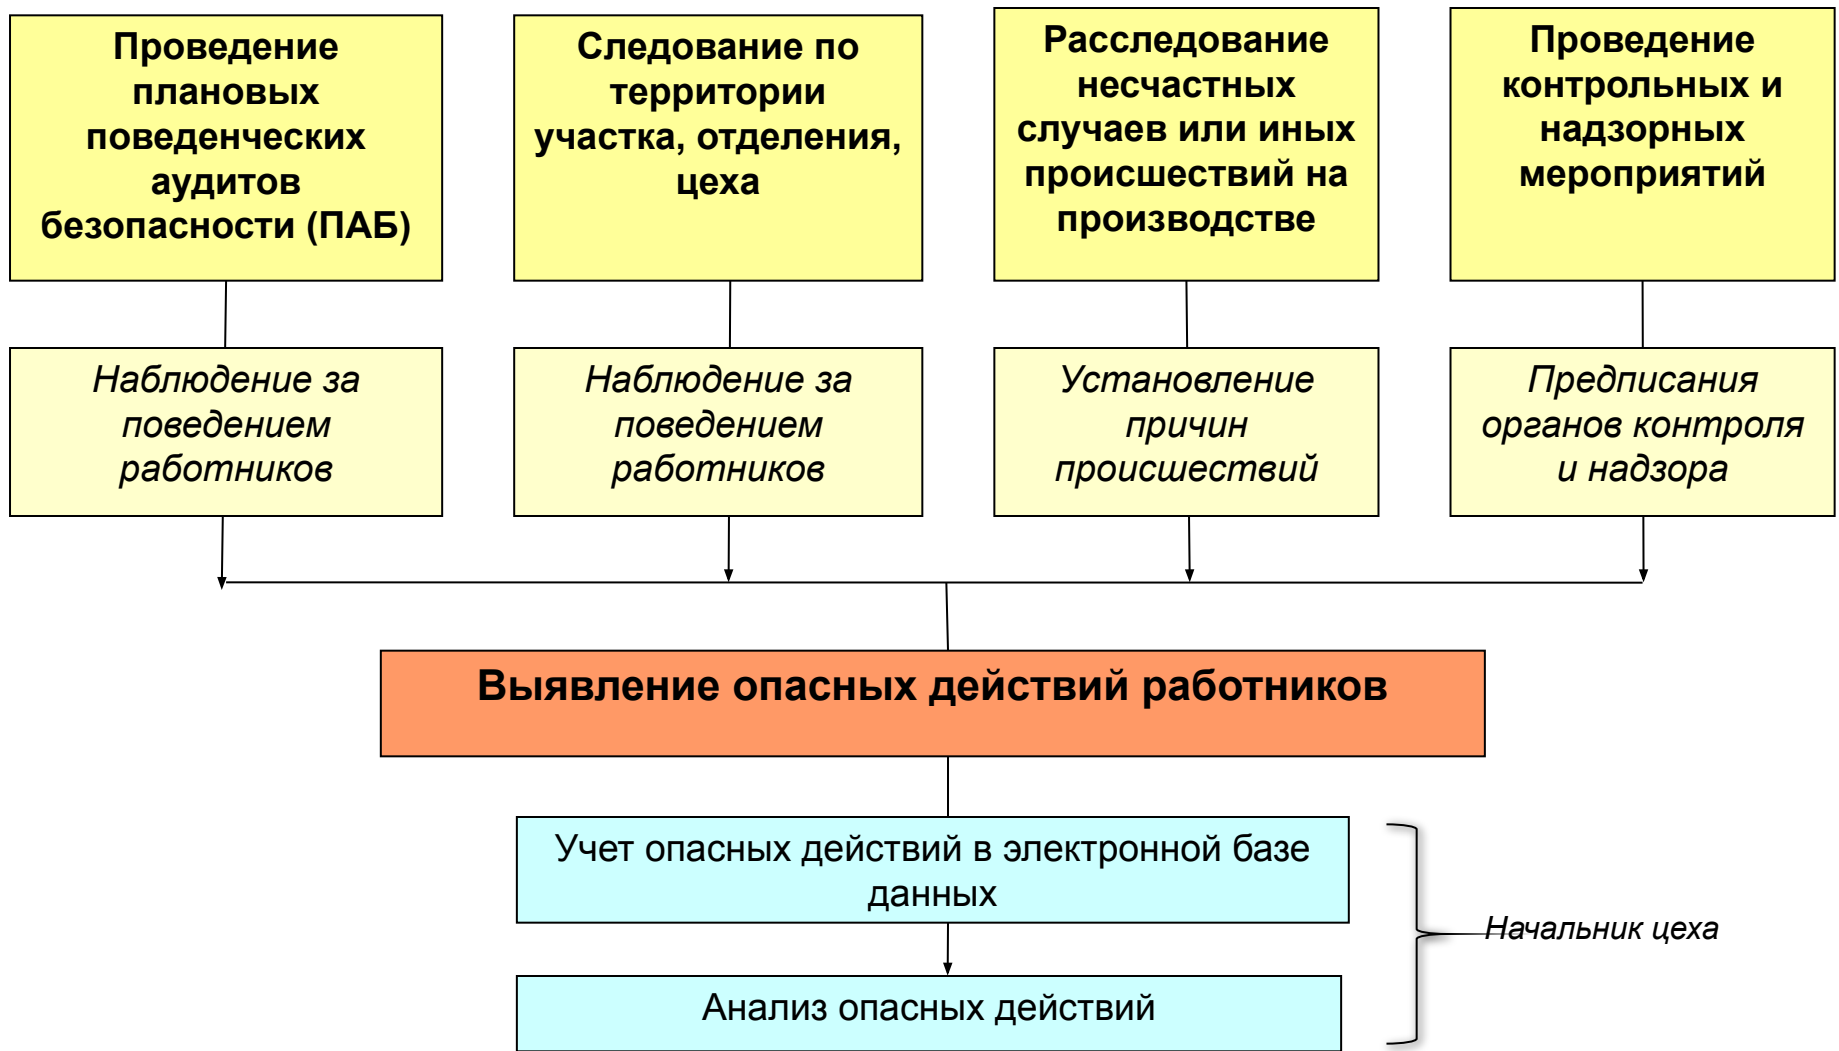 Проведение
плановых
поведенческих
аудитов
безопасности (ПАБ)
Следование по
территории
участка, отделения,
цеха
Расследование
несчастных
случаев или иных
происшествий на
производстве
Проведение
контрольных и
надзорных
мероприятий
Наблюдение за
поведением
работников
Наблюдение за
поведением
работников
Установление
причин
происшествий
Предписания
органов контроля
и надзора
Выявление опасных действий работников
Учет опасных действий в электронной базе
данных
Начальник цеха
Анализ опасных действий